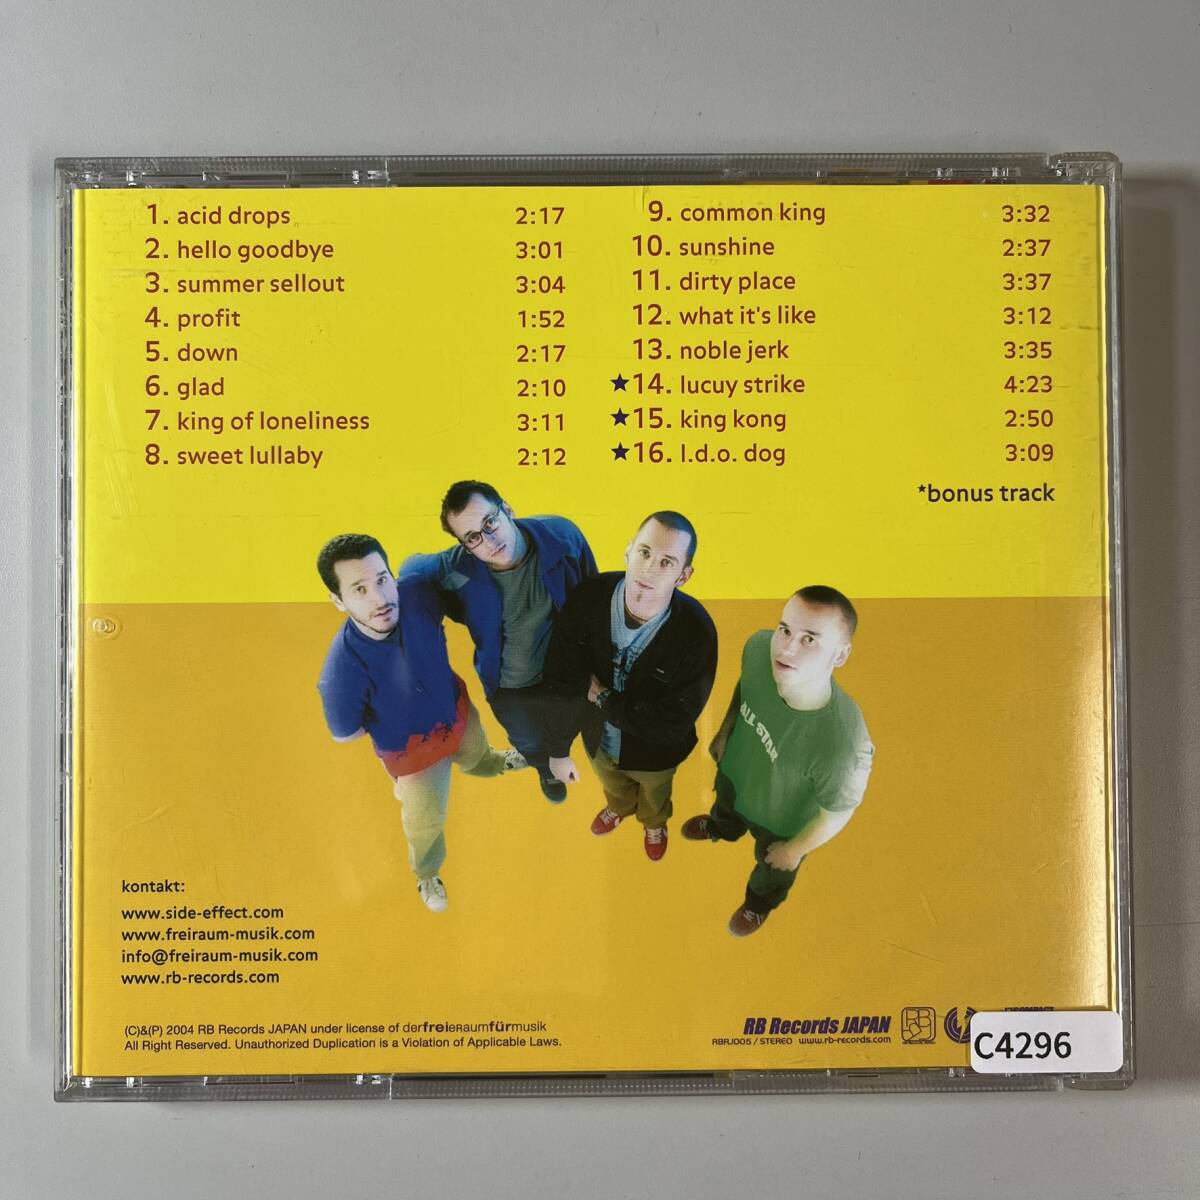 1. acid drops 2:17
2. hello goodbye 3:01
3. summer sellout 3:04
4. profit 1:52
5. down 2:17
6. glad 2:10
7. king of loneliness 3:11
8. sweet lullaby 2:12
9. common king 3:32
10. sunshine 2:37
11. dirty place 3:37
12. what it's like 3:12
13. noble jerk 3:35
★14. lucuy strike 4:23
★15. king kong 2:50
★16. l.d.o. dog 3:09
★bonus track
ALL STAR
kontakt:
www.side-effect.com
www.freiraum-musik.com
info@freiraum-musik.com
www.rb-records.com
(C)&(P) 2004 RB Records JAPAN under license of derfreieRaumfürmusik
All Right Reserved. Unauthorized Duplication is a Violation of Applicable Laws.
RB Records JAPAN
RBRJ005 / STEREO www.rb-records.com
RB
COMPACT
C4296